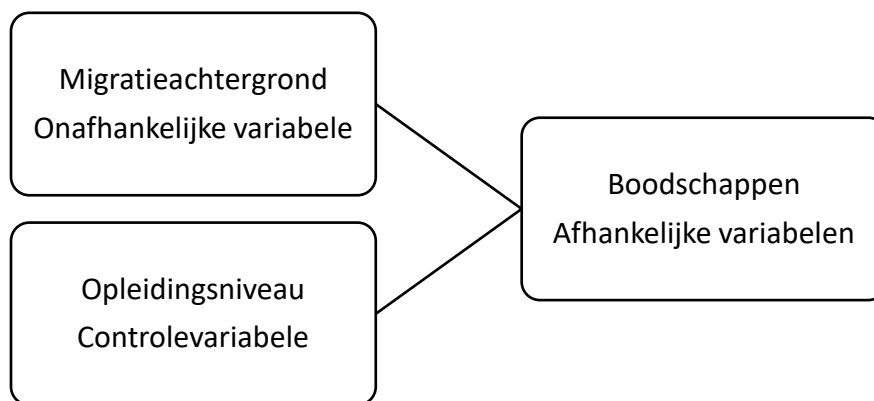 Migratieachtergrond
Onafhankelijke variabele
Opleidingsniveau
Controlevariabele
Boodschappen
Afhankelijke variabelen